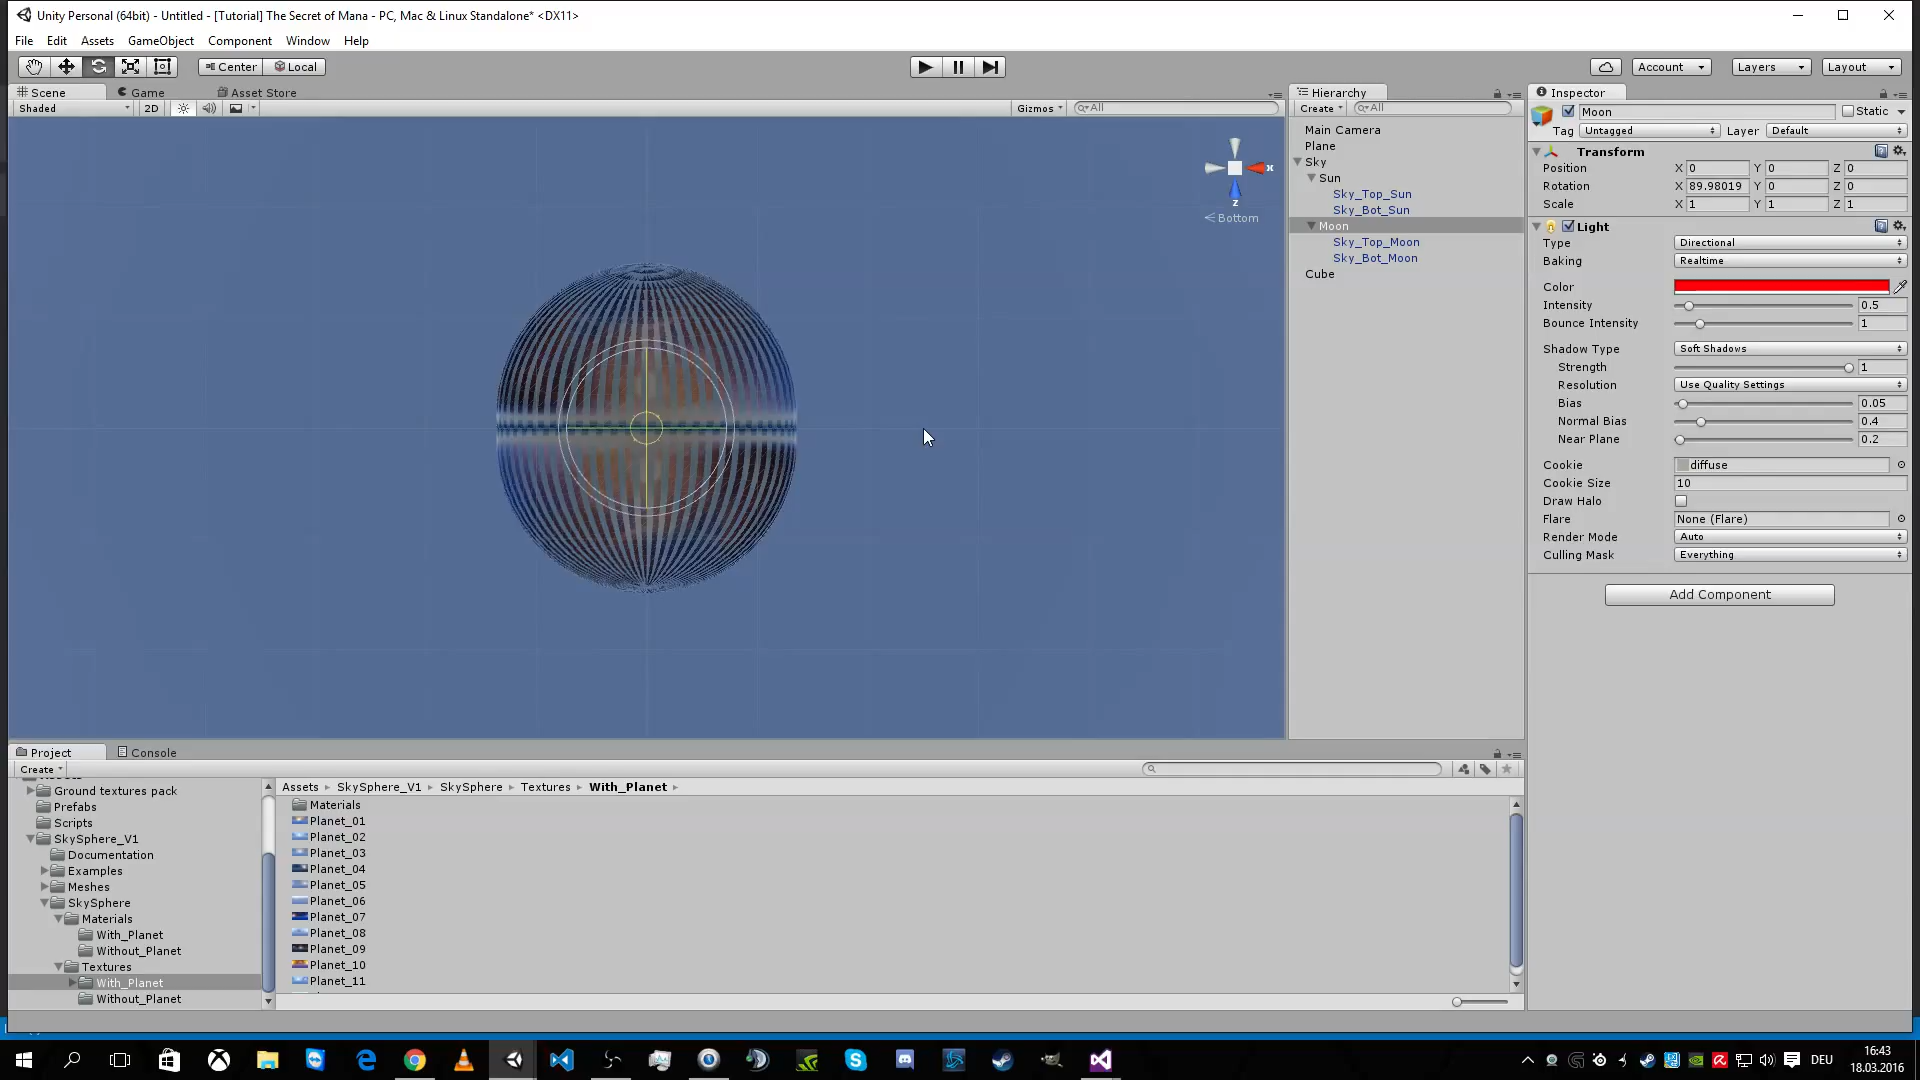 Unity Personal (64bit) - Untitled - [Tutorial] The Secret of Mana - PC, Mac & Linux Standalone* <DX11>
File Edit Assets GameObject Component Window Help
Center Local Account Layers Layout
Scene Game Asset Store
Shaded 2D Gizmos All
x
z
Bottom
Hierarchy
Create All
Main Camera
Plane
Sky
Sun
Sky_Top_Sun
Sky_Bot_Sun
Moon
Sky_Top_Moon
Sky_Bot_Moon
Cube
Inspector
Moon Static
Tag Untagged Layer Default
Transform
Position X 0 Y 0 Z 0
Rotation X 89.98019 Y 0 Z 0
Scale X 1 Y 1 Z 1
Light
Type Directional
Baking Realtime
Color
Intensity 0.5
Bounce Intensity 1
Shadow Type Soft Shadows
Strength 1
Resolution Use Quality Settings
Bias 0.05
Normal Bias 0.4
Near Plane 0.2
Cookie diffuse
Cookie Size 10
Draw Halo
Flare None (Flare)
Render Mode Auto
Culling Mask Everything
Add Component
Project Console
Create
Ground textures pack
Prefabs
Scripts
SkySphere_V1
Documentation
Examples
Meshes
SkySphere
Materials
With_Planet
Without_Planet
Textures
With_Planet
Without_Planet
Assets SkySphere_V1 SkySphere Textures With_Planet
Materials
Planet_01
Planet_02
Planet_03
Planet_04
Planet_05
Planet_06
Planet_07
Planet_08
Planet_09
Planet_10
Planet_11
DEU
16:43
18.03.2016